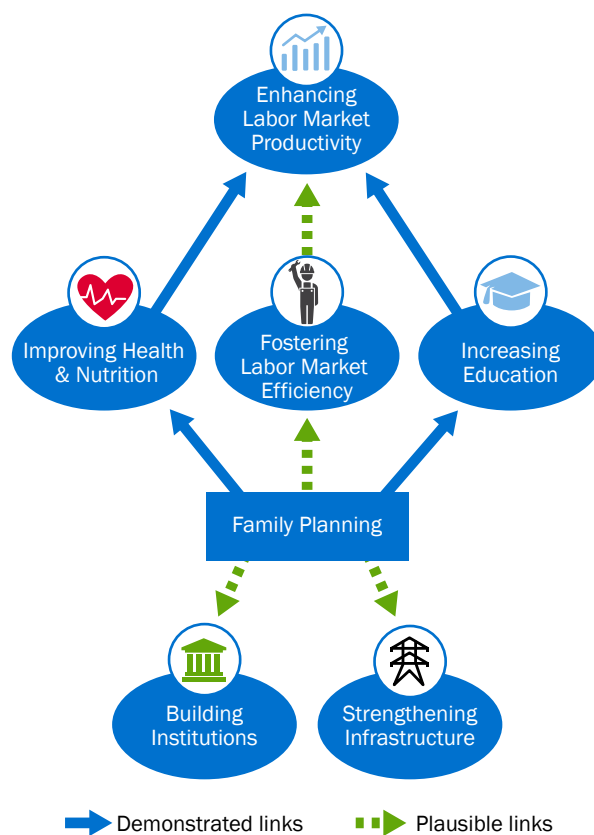 Enhancing
Labor Market
Productivity
Improving Health
& Nutrition
Fostering
Labor Market
Efficiency
Increasing
Education
Family Planning
Building
Institutions
Strengthening
Infrastructure
Demonstrated links
Plausible links